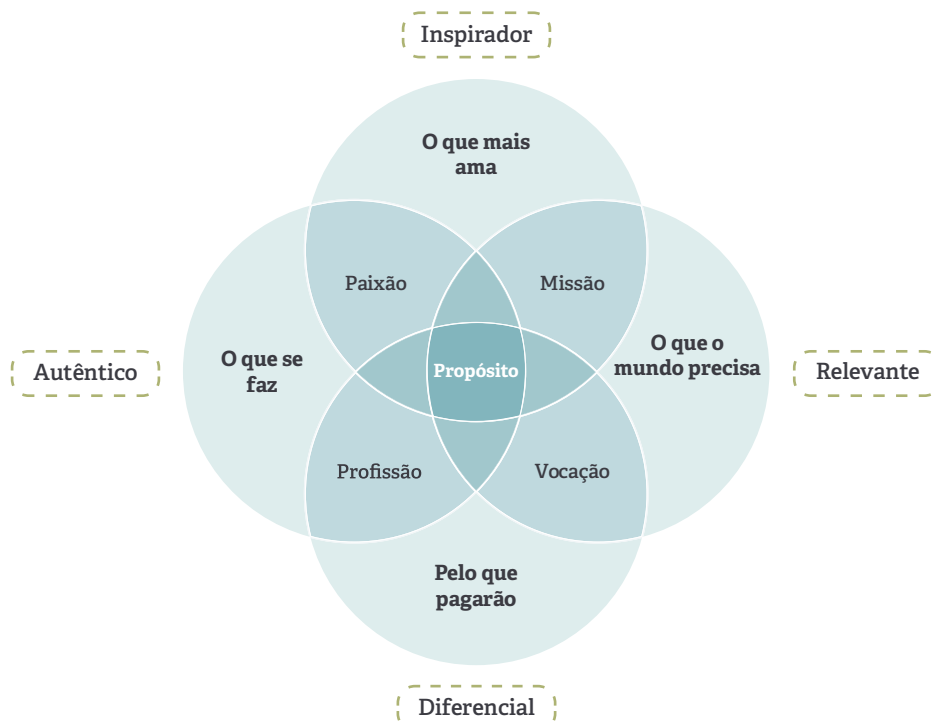 Inspirador
O que mais
ama
Paixão
Missão
Autêntico
O que se
faz
Propósito
O que o
mundo precisa
Relevante
Profissão
Vocação
Pelo que
pagarão
Diferencial